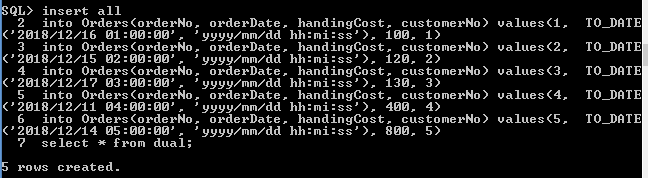 SQL> insert all
2 into Orders(orderNo, orderDate, handingCost, customerNo) values(1, TO_DATE
('2018/12/16 01:00:00', 'yyyy/mm/dd hh:mi:ss'), 100, 1)
3 into Orders(orderNo, orderDate, handingCost, customerNo) values(2, TO_DATE
('2018/12/15 02:00:00', 'yyyy/mm/dd hh:mi:ss'), 120, 2)
4 into Orders(orderNo, orderDate, handingCost, customerNo) values(3, TO_DATE
('2018/12/17 03:00:00', 'yyyy/mm/dd hh:mi:ss'), 130, 3)
5 into Orders(orderNo, orderDate, handingCost, customerNo) values(4, TO_DATE
('2018/12/11 04:00:00', 'yyyy/mm/dd hh:mi:ss'), 400, 4)
6 into Orders(orderNo, orderDate, handingCost, customerNo) values(5, TO_DATE
('2018/12/14 05:00:00', 'yyyy/mm/dd hh:mi:ss'), 800, 5)
7 select * from dual;
5 rows created.